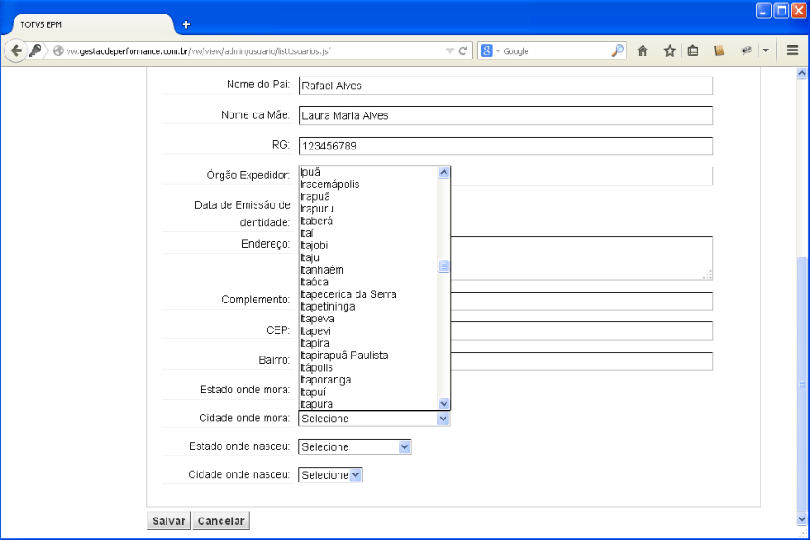 TOTVS EPM
vw.gestaodeperformance.com.br/vw/view/admin/usuario/listUsuarios.jsf
Google
Nome do Pai: Rafael Alves
Nome da Mãe: Laura Maria Alves
RG: 123456789
Órgão Expedidor:
Data de Emissão de
identidade:
Endereço:
Complemento:
CEP:
Bairro:
Estado onde mora:
Ipuã
Iracemápolis
Irapuã
Irapuru
Itaberá
Itaí
Itajobi
Itaju
Itanhaém
Itaóca
Itapecerica da Serra
Itapetininga
Itapeva
Itapevi
Itapira
Itapirapuã Paulista
Itápolis
Itaporanga
Itapuí
Itapura
Cidade onde mora: Selecione
Estado onde nasceu: Selecione
Cidade onde nasceu: Selecione
Salvar Cancelar